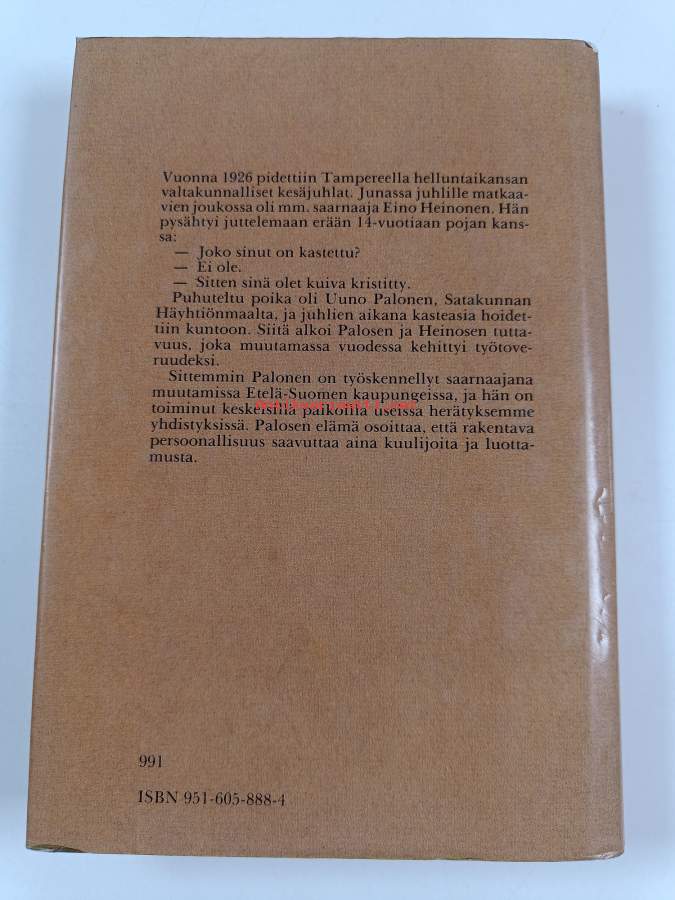 Vuonna 1926 pidettiin Tampereella helluntaikansan
valtakunnalliset kesäjuhlat. Junassa juhlille matkaa-
vien joukossa oli mm. saarnaaja Eino Heinonen. Hän
pysähtyi juttelemaan erään 14-vuotiaan pojan kans-
sa:
— Joko sinut on kastettu?
— Ei ole.
— Sitten sinä olet kuiva kristitty.
Puhuteltu poika oli Uuno Palonen, Satakunnan
Häyhtiönmaalta, ja juhlien aikana kasteasia hoidet-
tiin kuntoon. Siitä alkoi Palosen ja Heinosen tutta-
vuus, joka muutamassa vuodessa kehittyi työtove-
ruudeksi.
Sittemmin Palonen on työskennellyt saarnaajana
muutamissa Etelä-Suomen kaupungeissa, ja hän on
toiminut keskeisillä paikoilla useissa herätyksemme
yhdistyksissä. Palosen elämä osoittaa, että rakentava
persoonallisuus saavuttaa aina kuulijoita ja luotta-
musta.
991
ISBN 951-605-888-4